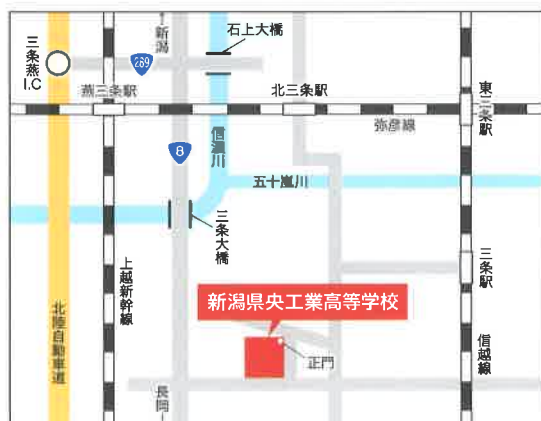 ←新潟
石上大橋
三条燕
I.C
289
燕三条駅
北三条駅
東三条駅
弥彦線
8
信濃川
五十嵐川
三条大橋
三条駅
上越新幹線
新潟県央工業高等学校
北陸自動車道
正門
信越線
長岡→